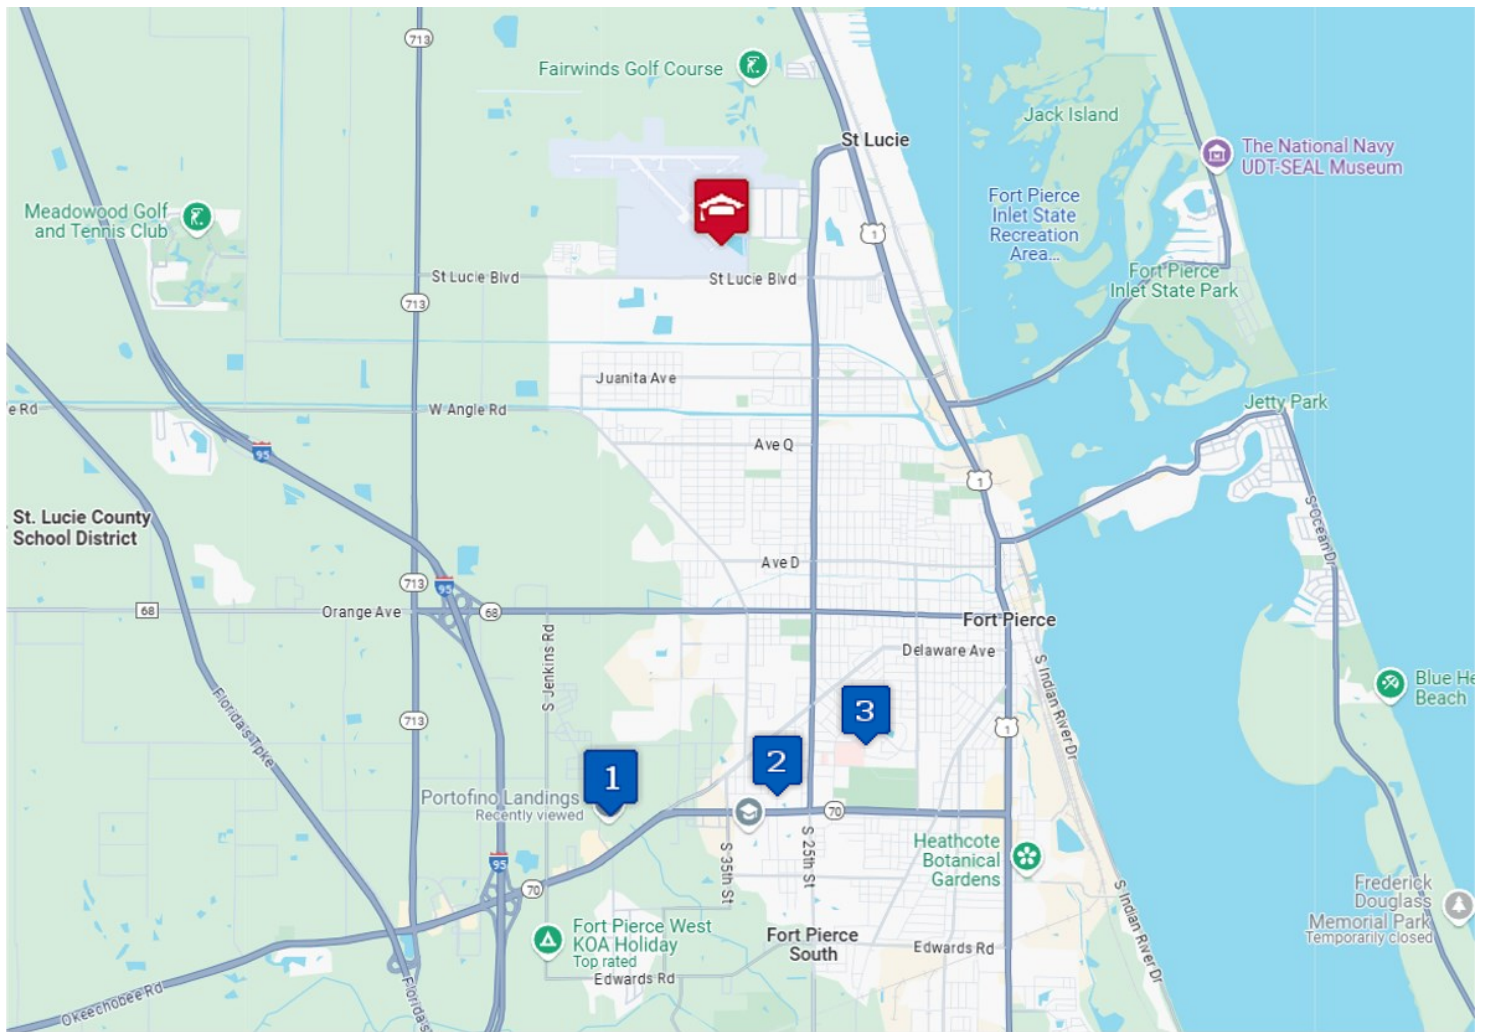 713
Fairwinds Golf Course
Jack Island
St Lucie
The National Navy
UDT-SEAL Museum
Meadowood Golf
and Tennis Club
Fort Pierce
Inlet State
Recreation
Area...
1
Fort Pierce
Inlet State Park
St Lucie Blvd
St Lucie Blvd
713
Juanita Ave
e Rd
W Angle Rd
Jetty Park
Ave Q
95
1
St. Lucie County
School District
S Ocean Dr
Ave D
713
95
68
Orange Ave
68
Fort Pierce
S Jenkins Rd
Delaware Ave
S Indian River Dr
Blue He
Beach
Florida's Tpke
713
3
1
2
1
Portofino Landings
Recently viewed
70
S 35th St
S 25th St
Heathcote
Botanical
Gardens
95
70
S Indian River Dr
Frederick
Douglass
Memorial Park
Temporarily closed
Fort Pierce West
KOA Holiday
Top rated
Fort Pierce
South
Edwards Rd
Edwards Rd
Okeechobee Rd
Florida's